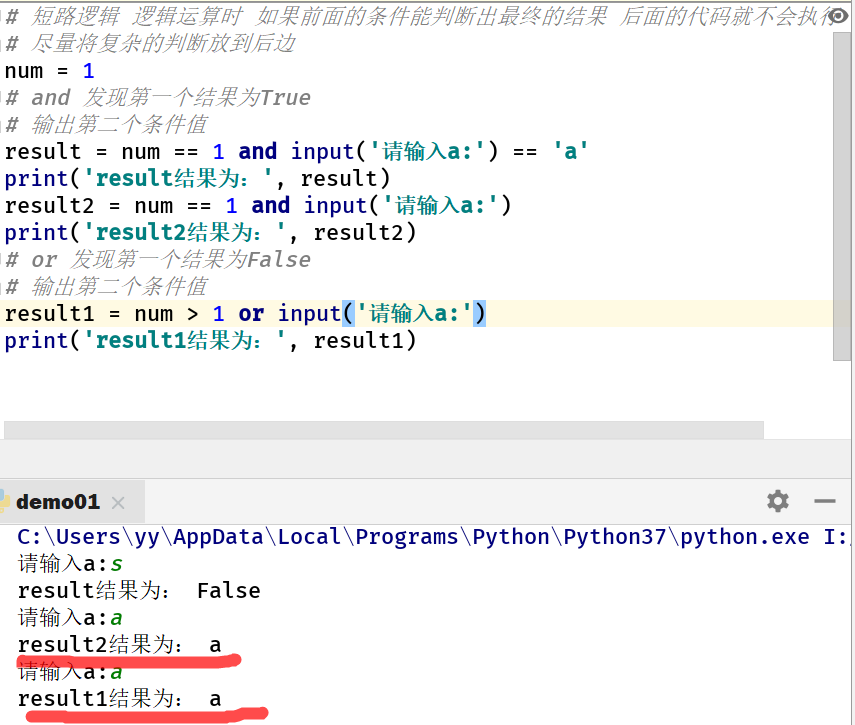 # 短路逻辑 逻辑运算时 如果前面的条件能判断出最终的结果 后面的代码就不会执行
# 尽量将复杂的判断放到后边
num = 1
# and 发现第一个结果为True
# 输出第二个条件值
result = num == 1 and input('请输入a:') == 'a'
print('result结果为：', result)
result2 = num == 1 and input('请输入a:')
print('result2结果为：', result2)
# or 发现第一个结果为False
# 输出第二个条件值
result1 = num > 1 or input('请输入a:')
print('result1结果为：', result1)
demo01
C:\Users\yy\AppData\Local\Programs\Python\Python37\python.exe I:
请输入a:s
result结果为： False
请输入a:a
result2结果为： a
请输入a:a
result1结果为： a